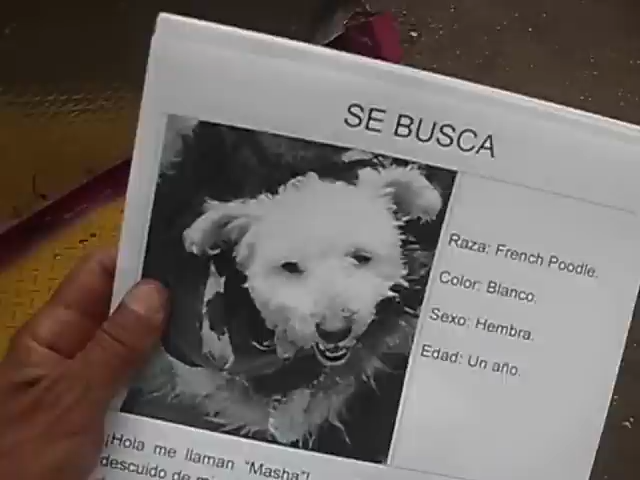 SE BUSCA
Raza: French Poodle.
Color: Blanco.
Sexo: Hembra.
Edad: Un año.
¡Hola me llaman "Masha"!
descuido de